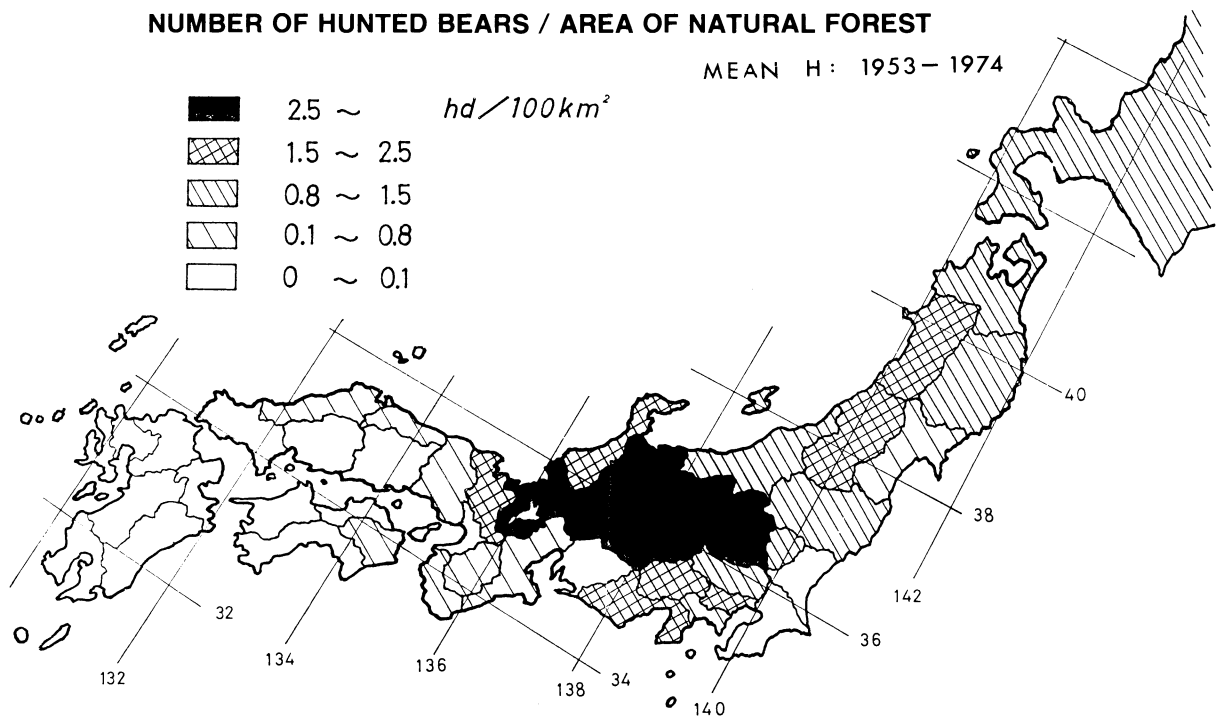 NUMBER OF HUNTED BEARS / AREA OF NATURAL FOREST
MEAN H: 1953–1974
2.5 ~ hd/100km²
1.5 ~ 2.5
0.8 ~ 1.5
0.1 ~ 0.8
0 ~ 0.1
40
38
142
32
36
134
136
132
138
34
140